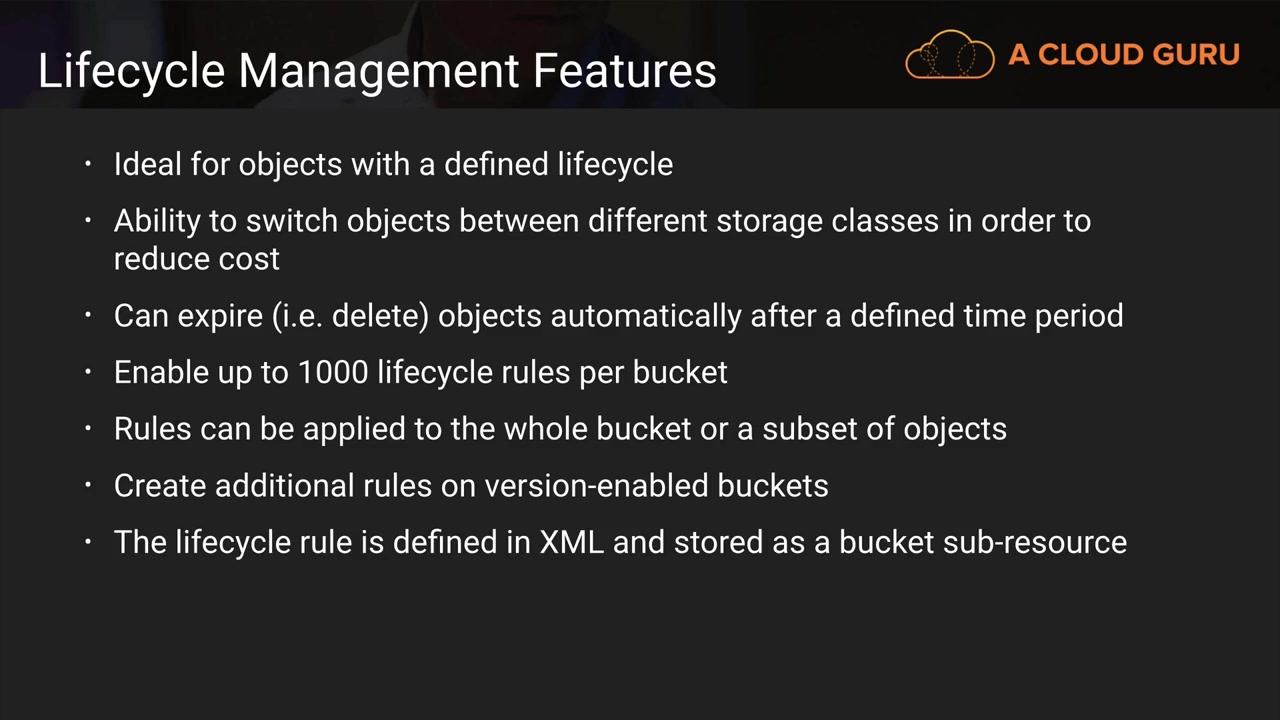 Lifecycle Management Features
A CLOUD GURU
• Ideal for objects with a defined lifecycle
• Ability to switch objects between different storage classes in order to
reduce cost
• Can expire (i.e. delete) objects automatically after a defined time period
• Enable up to 1000 lifecycle rules per bucket
• Rules can be applied to the whole bucket or a subset of objects
• Create additional rules on version-enabled buckets
• The lifecycle rule is defined in XML and stored as a bucket sub-resource